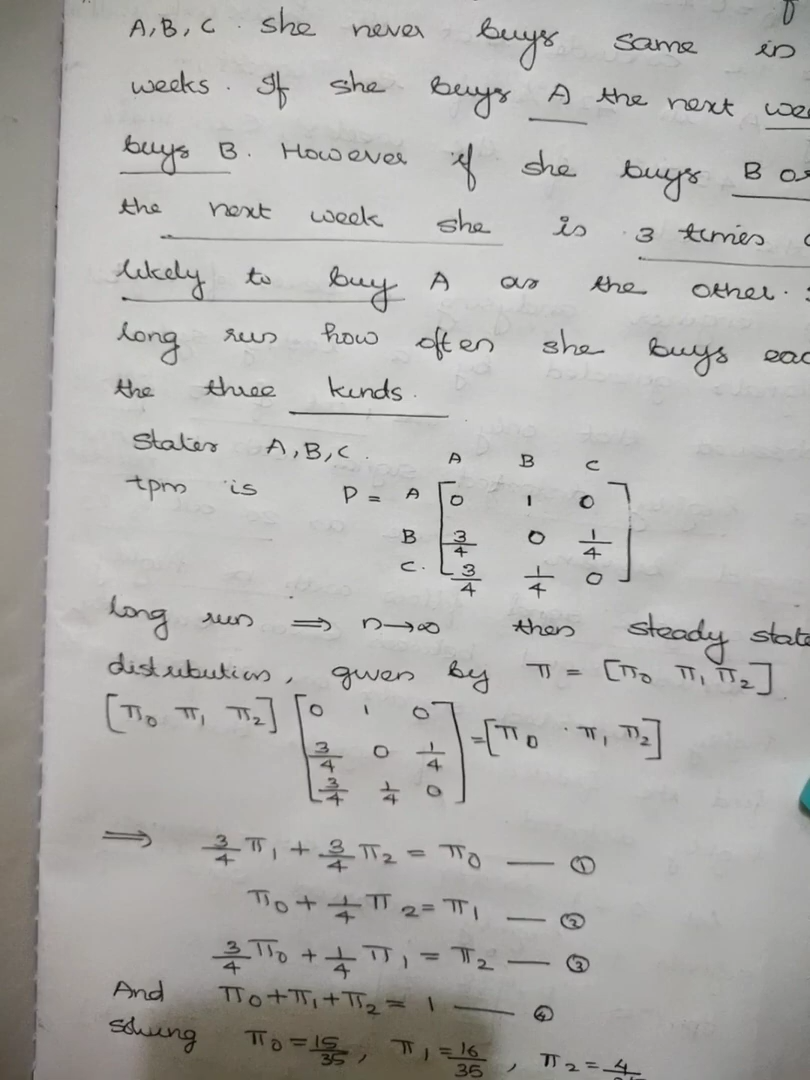 A, B, C. She never buys same in
weeks. If she buys A the next
buys B. However if she buys B
the next week she is 3 times
likely to buy A as the other.
long run how often she buys
the three kinds.
States A, B, C.
A B C
tpm is P = A [0 1 0]
B 3/4 0 1/4
C. 3/4 1/4 0
long run ⟹ n→∞ then steady state
distribution, given by π = [π0 π1 π2]
[π0 π1 π2] [0 1 0
3/4 0 1/4
3/4 1/4 0] = [π0 π1 π2]
⟹ 3/4 π1 + 3/4 π2 = π0 — ①
π0 + 1/4 π2 = π1 — ②
3/4 π0 + 1/4 π1 = π2 — ③
And π0 + π1 + π2 = 1 — ④
Solving π0 = 15/35, π1 = 16/35, π2 = 4